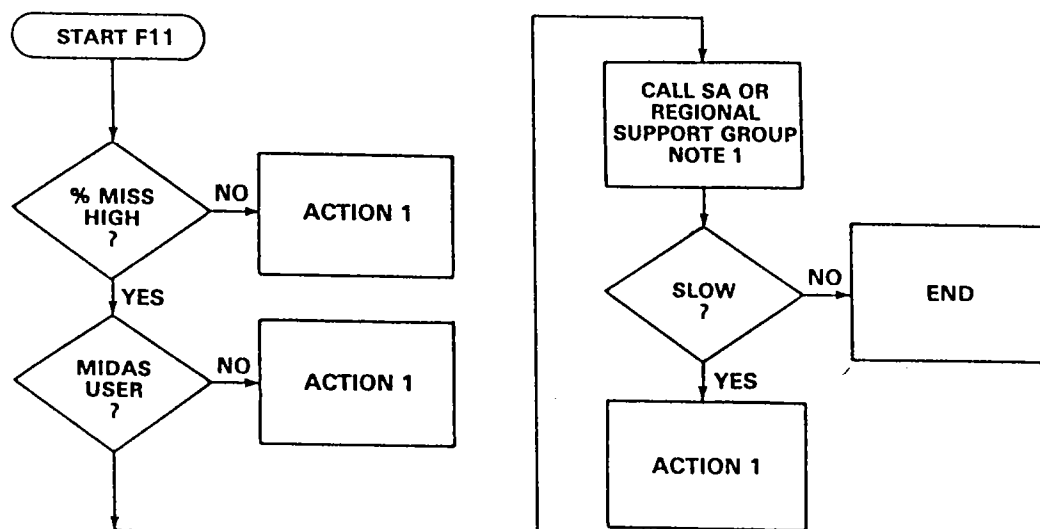 START F11
% MISS
HIGH
?
NO
ACTION 1
YES
MIDAS
USER
?
NO
ACTION 1
CALL SA OR
REGIONAL
SUPPORT GROUP
NOTE 1
SLOW
?
NO
END
YES
ACTION 1